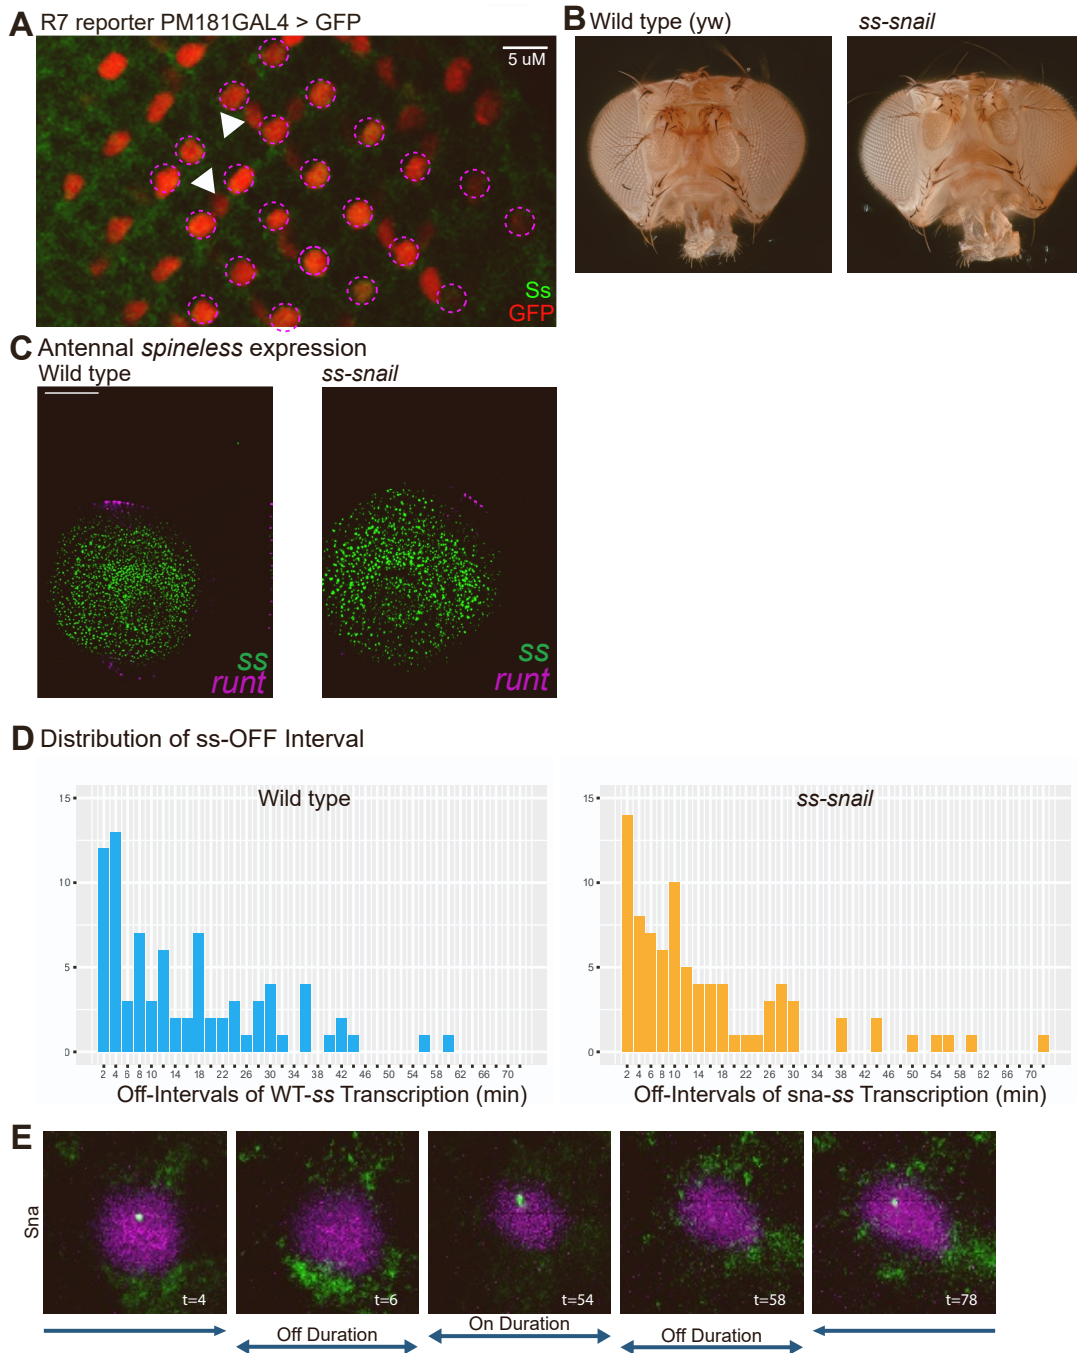 A R7 reporter PM181GAL4 > GFP
5 uM
Ss
GFP
B Wild type (yw)
ss-snail
C Antennal spineless expression
Wild type
ss-snail
ss
runt
ss
runt
D Distribution of ss-OFF Interval
Wild type
15
10
5
0
2 4 6 8 10 14 18 22 26 30 34 38 42 46 50 54 58 62 66 70
Off-Intervals of WT-ss Transcription (min)
ss-snail
15
10
5
0
2 4 6 8 10 14 18 22 26 30 34 38 42 46 50 54 58 62 66 70
Off-Intervals of sna-ss Transcription (min)
E
Sna
t=4
t=6
t=54
t=58
t=78
Off Duration
On Duration
Off Duration